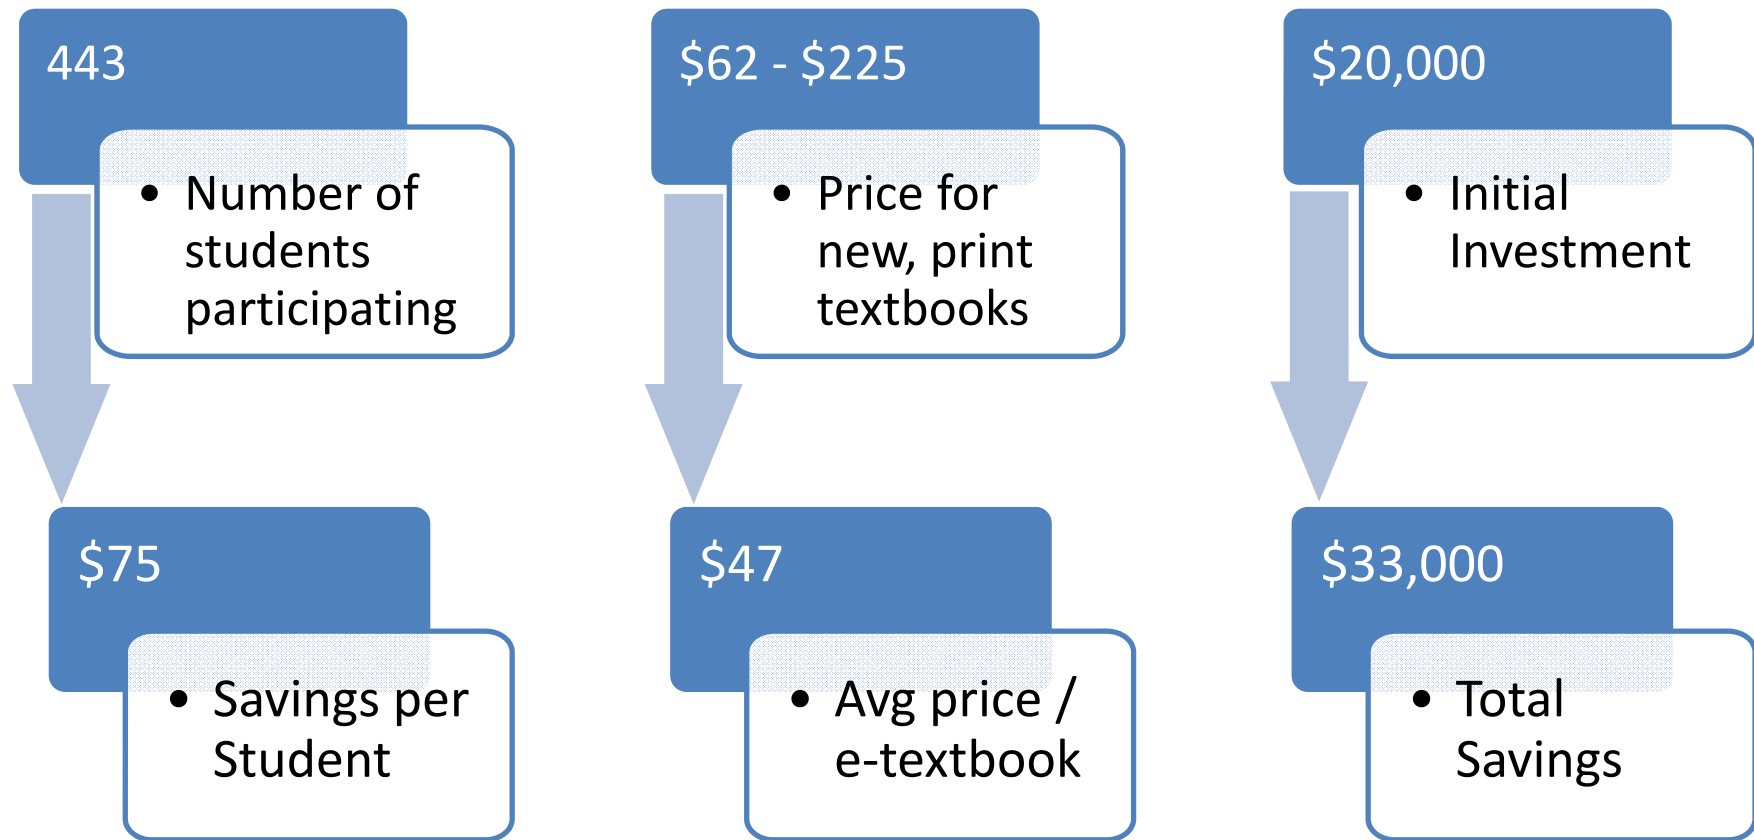 443
• Number of
students
participating
$62 - $225
• Price for
new, print
textbooks
$20,000
• Initial
Investment
$75
• Savings per
Student
$47
• Avg price /
e-textbook
$33,000
• Total
Savings